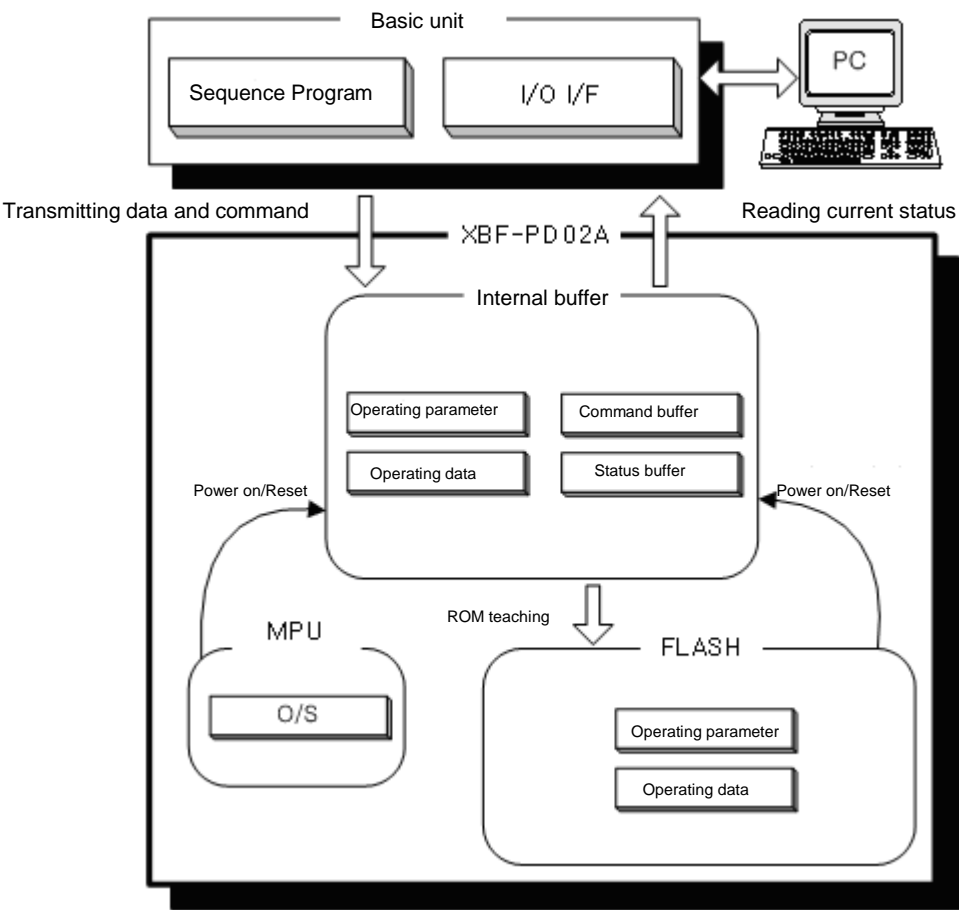 Basic unit
PC
Sequence Program
I/O I/F
Transmitting data and command
Reading current status
XBF-PD02A
Internal buffer
Operating parameter
Command buffer
Operating data
Status buffer
Power on/Reset
Power on/Reset
ROM teaching
MPU
FLASH
O/S
Operating parameter
Operating data